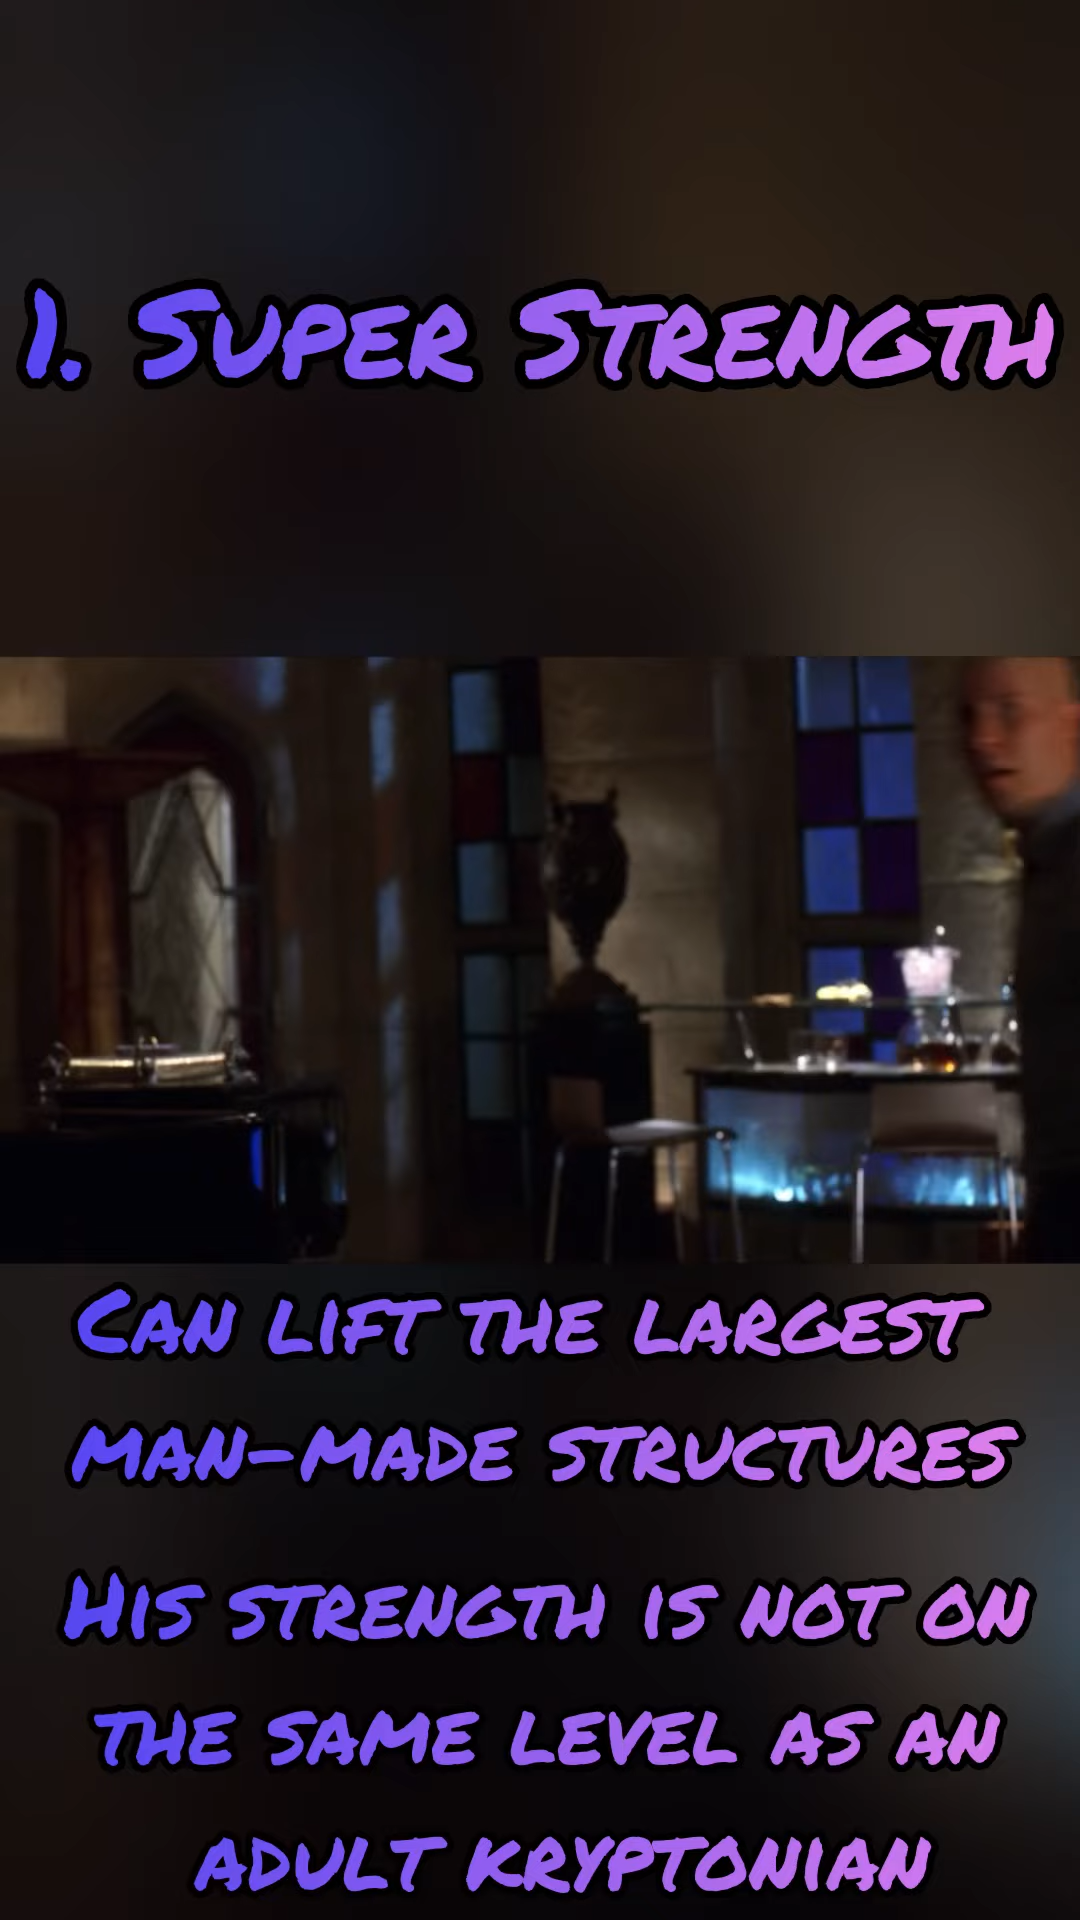 1. Super Strength
Can lift the largest
man-made structures
His strength is not on
the same level as an
adult kryptonian